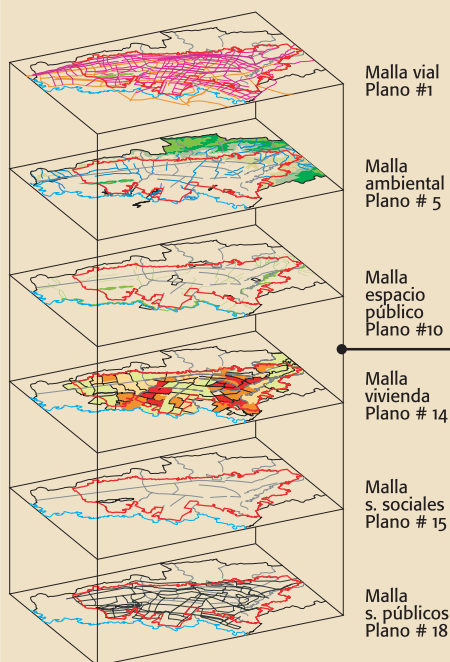 Malla vial
Plano #1
Malla
ambiental
Plano # 5
Malla
espacio
público
Plano #10
Malla
vivienda
Plano # 14
Malla
s. sociales
Plano # 15
Malla
s. públicos
Plano # 18